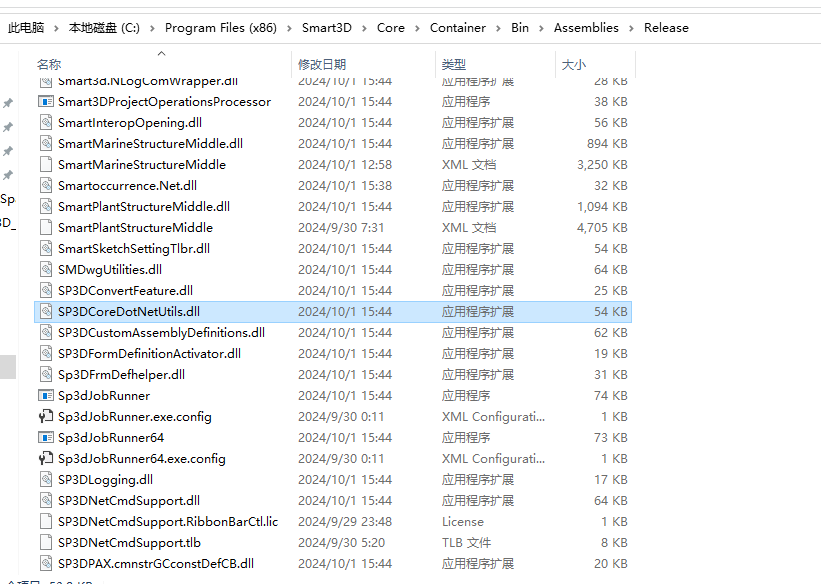 此电脑 > 本地磁盘 (C:) > Program Files (x86) > Smart3D > Core > Container > Bin > Assemblies > Release
名称 修改日期 类型 大小
Smart3d.NLogComWrapper.dll 2024/10/1 15:44 应用程序扩展 28 KB
Smart3DProjectOperationsProcessor 2024/10/1 15:44 应用程序 38 KB
SmartInteropOpening.dll 2024/10/1 15:44 应用程序扩展 56 KB
SmartMarineStructureMiddle.dll 2024/10/1 15:44 应用程序扩展 894 KB
SmartMarineStructureMiddle 2024/10/1 12:58 XML 文档 3,250 KB
Smartoccurrence.Net.dll 2024/10/1 15:38 应用程序扩展 32 KB
Sp SmartPlantStructureMiddle.dll 2024/10/1 15:44 应用程序扩展 1,094 KB
3D_ SmartPlantStructureMiddle 2024/9/30 7:31 XML 文档 4,705 KB
SmartSketchSettingTlbr.dll 2024/10/1 15:44 应用程序扩展 54 KB
SMDwgUtilities.dll 2024/10/1 15:44 应用程序扩展 64 KB
SP3DConvertFeature.dll 2024/10/1 15:44 应用程序扩展 25 KB
SP3DCoreDotNetUtils.dll 2024/10/1 15:44 应用程序扩展 54 KB
SP3DCustomAssemblyDefinitions.dll 2024/10/1 15:44 应用程序扩展 62 KB
SP3DFormDefinitionActivator.dll 2024/10/1 15:44 应用程序扩展 19 KB
Sp3DFrmDefhelper.dll 2024/10/1 15:44 应用程序扩展 31 KB
Sp3dJobRunner 2024/10/1 15:44 应用程序 74 KB
Sp3dJobRunner.exe.config 2024/9/30 0:11 XML Configurati... 1 KB
Sp3dJobRunner64 2024/10/1 15:44 应用程序 73 KB
Sp3dJobRunner64.exe.config 2024/9/30 0:11 XML Configurati... 1 KB
SP3DLogging.dll 2024/10/1 15:44 应用程序扩展 17 KB
SP3DNetCmdSupport.dll 2024/10/1 15:44 应用程序扩展 64 KB
SP3DNetCmdSupport.RibbonBarCtl.lic 2024/9/29 23:48 License 1 KB
SP3DNetCmdSupport.tlb 2024/9/30 5:20 TLB 文件 8 KB
SP3DPAX.cmnstrGCconstDefCB.dll 2024/10/1 15:44 应用程序扩展 20 KB